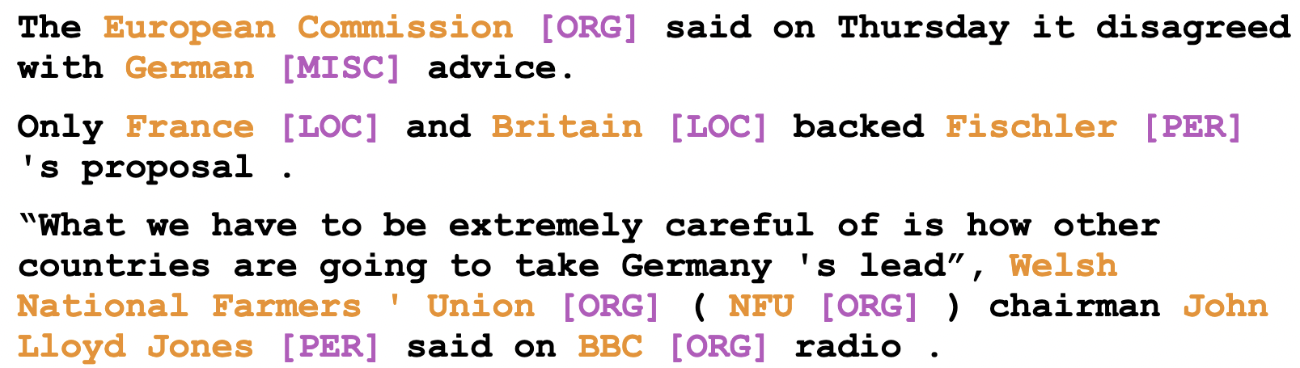 The European Commission [ORG] said on Thursday it disagreed
with German [MISC] advice.
Only France [LOC] and Britain [LOC] backed Fischler [PER]
's proposal .
“What we have to be extremely careful of is how other
countries are going to take Germany 's lead”, Welsh
National Farmers ' Union [ORG] ( NFU [ORG] ) chairman John
Lloyd Jones [PER] said on BBC [ORG] radio .